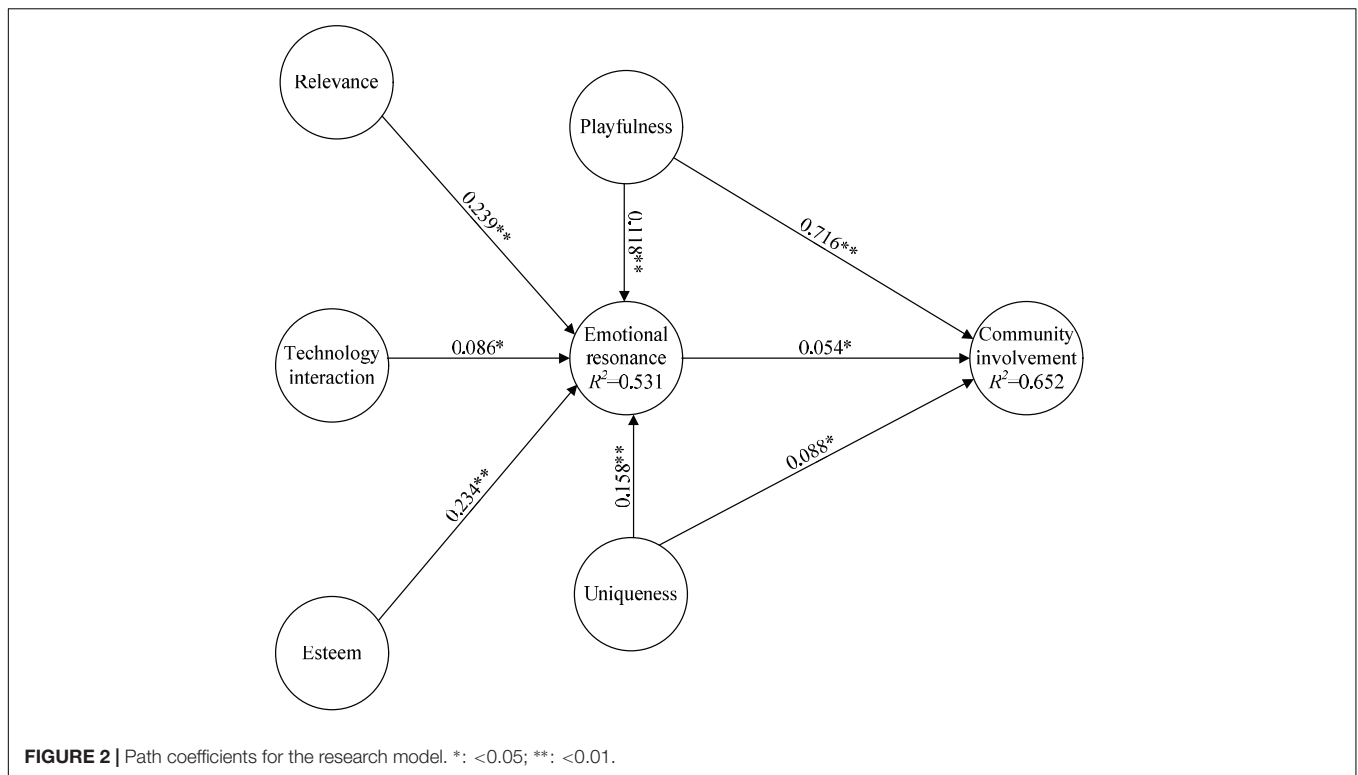 Relevance
Playfulness
0.239**
0.118**
0.716**
Technology
interaction
0.086*
Emotional
resonance
R²=0.531
0.054*
Community
involvement
R²=0.652
0.234**
0.158**
0.088*
Uniqueness
Esteem
FIGURE 2 | Path coefficients for the research model. *: <0.05; **: <0.01.